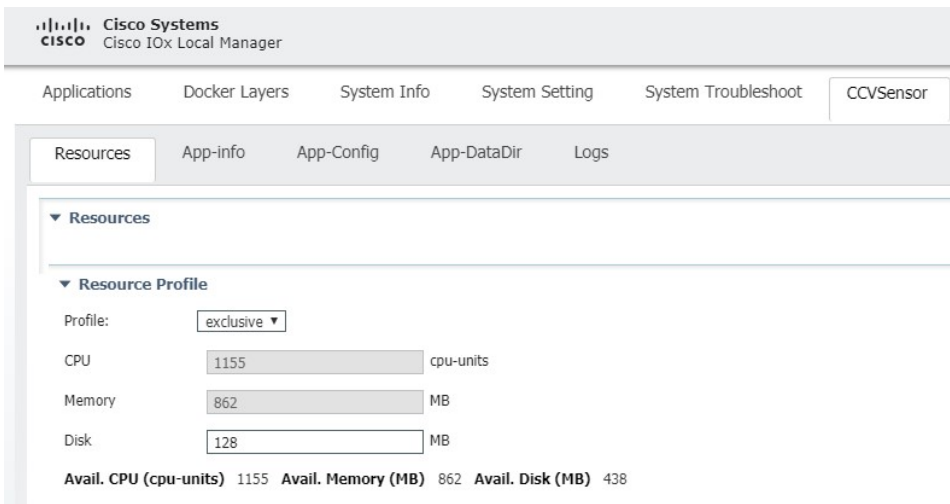 Cisco Systems
CISCO Cisco IOx Local Manager
Applications Docker Layers System Info System Setting System Troubleshoot CCVSensor
Resources App-info App-Config App-DataDir Logs
Resources
Resource Profile
Profile: exclusive
CPU 1155 cpu-units
Memory 862 MB
Disk 128 MB
Avail. CPU (cpu-units) 1155 Avail. Memory (MB) 862 Avail. Disk (MB) 438